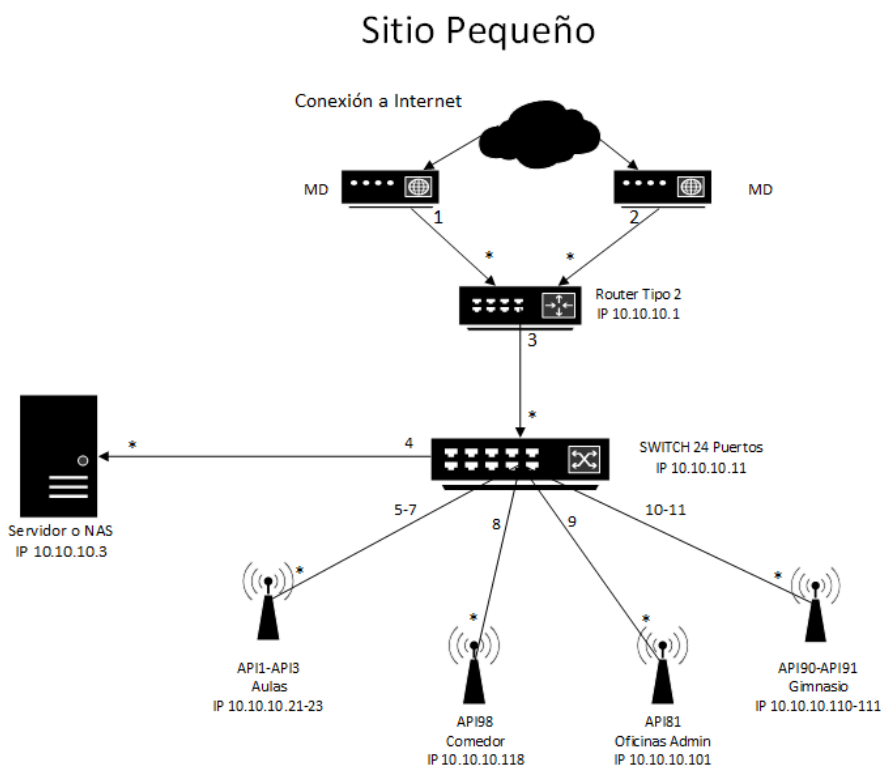 Sitio Pequeño
Conexión a Internet
MD
MD
1
2
*
*
Router Tipo 2
IP 10.10.10.1
3
*
*
4
SWITCH 24 Puertos
IP 10.10.10.11
Servidor o NAS
IP 10.10.10.3
5-7
8
9
10-11
*
*
*
*
API1-API3
Aulas
IP 10.10.10.21-23
API98
Comedor
IP 10.10.10.118
API81
Oficinas Admin
IP 10.10.10.101
API90-API91
Gimnasio
IP 10.10.10.110-111